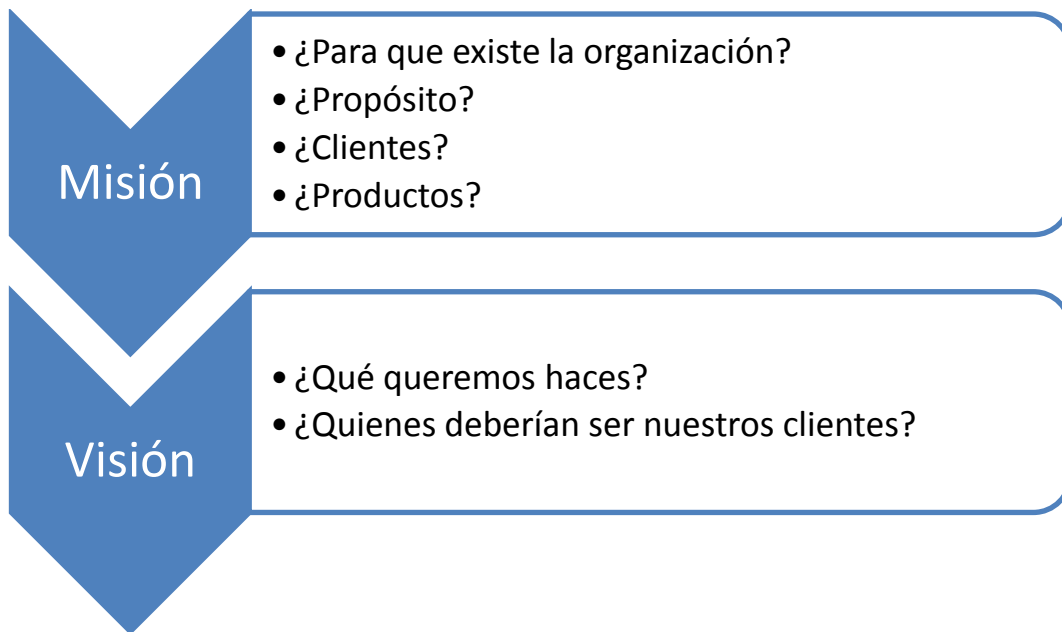 Misión
• ¿Para que existe la organización?
• ¿Propósito?
• ¿Clientes?
• ¿Productos?
Visión
• ¿Qué queremos haces?
• ¿Quienes deberían ser nuestros clientes?